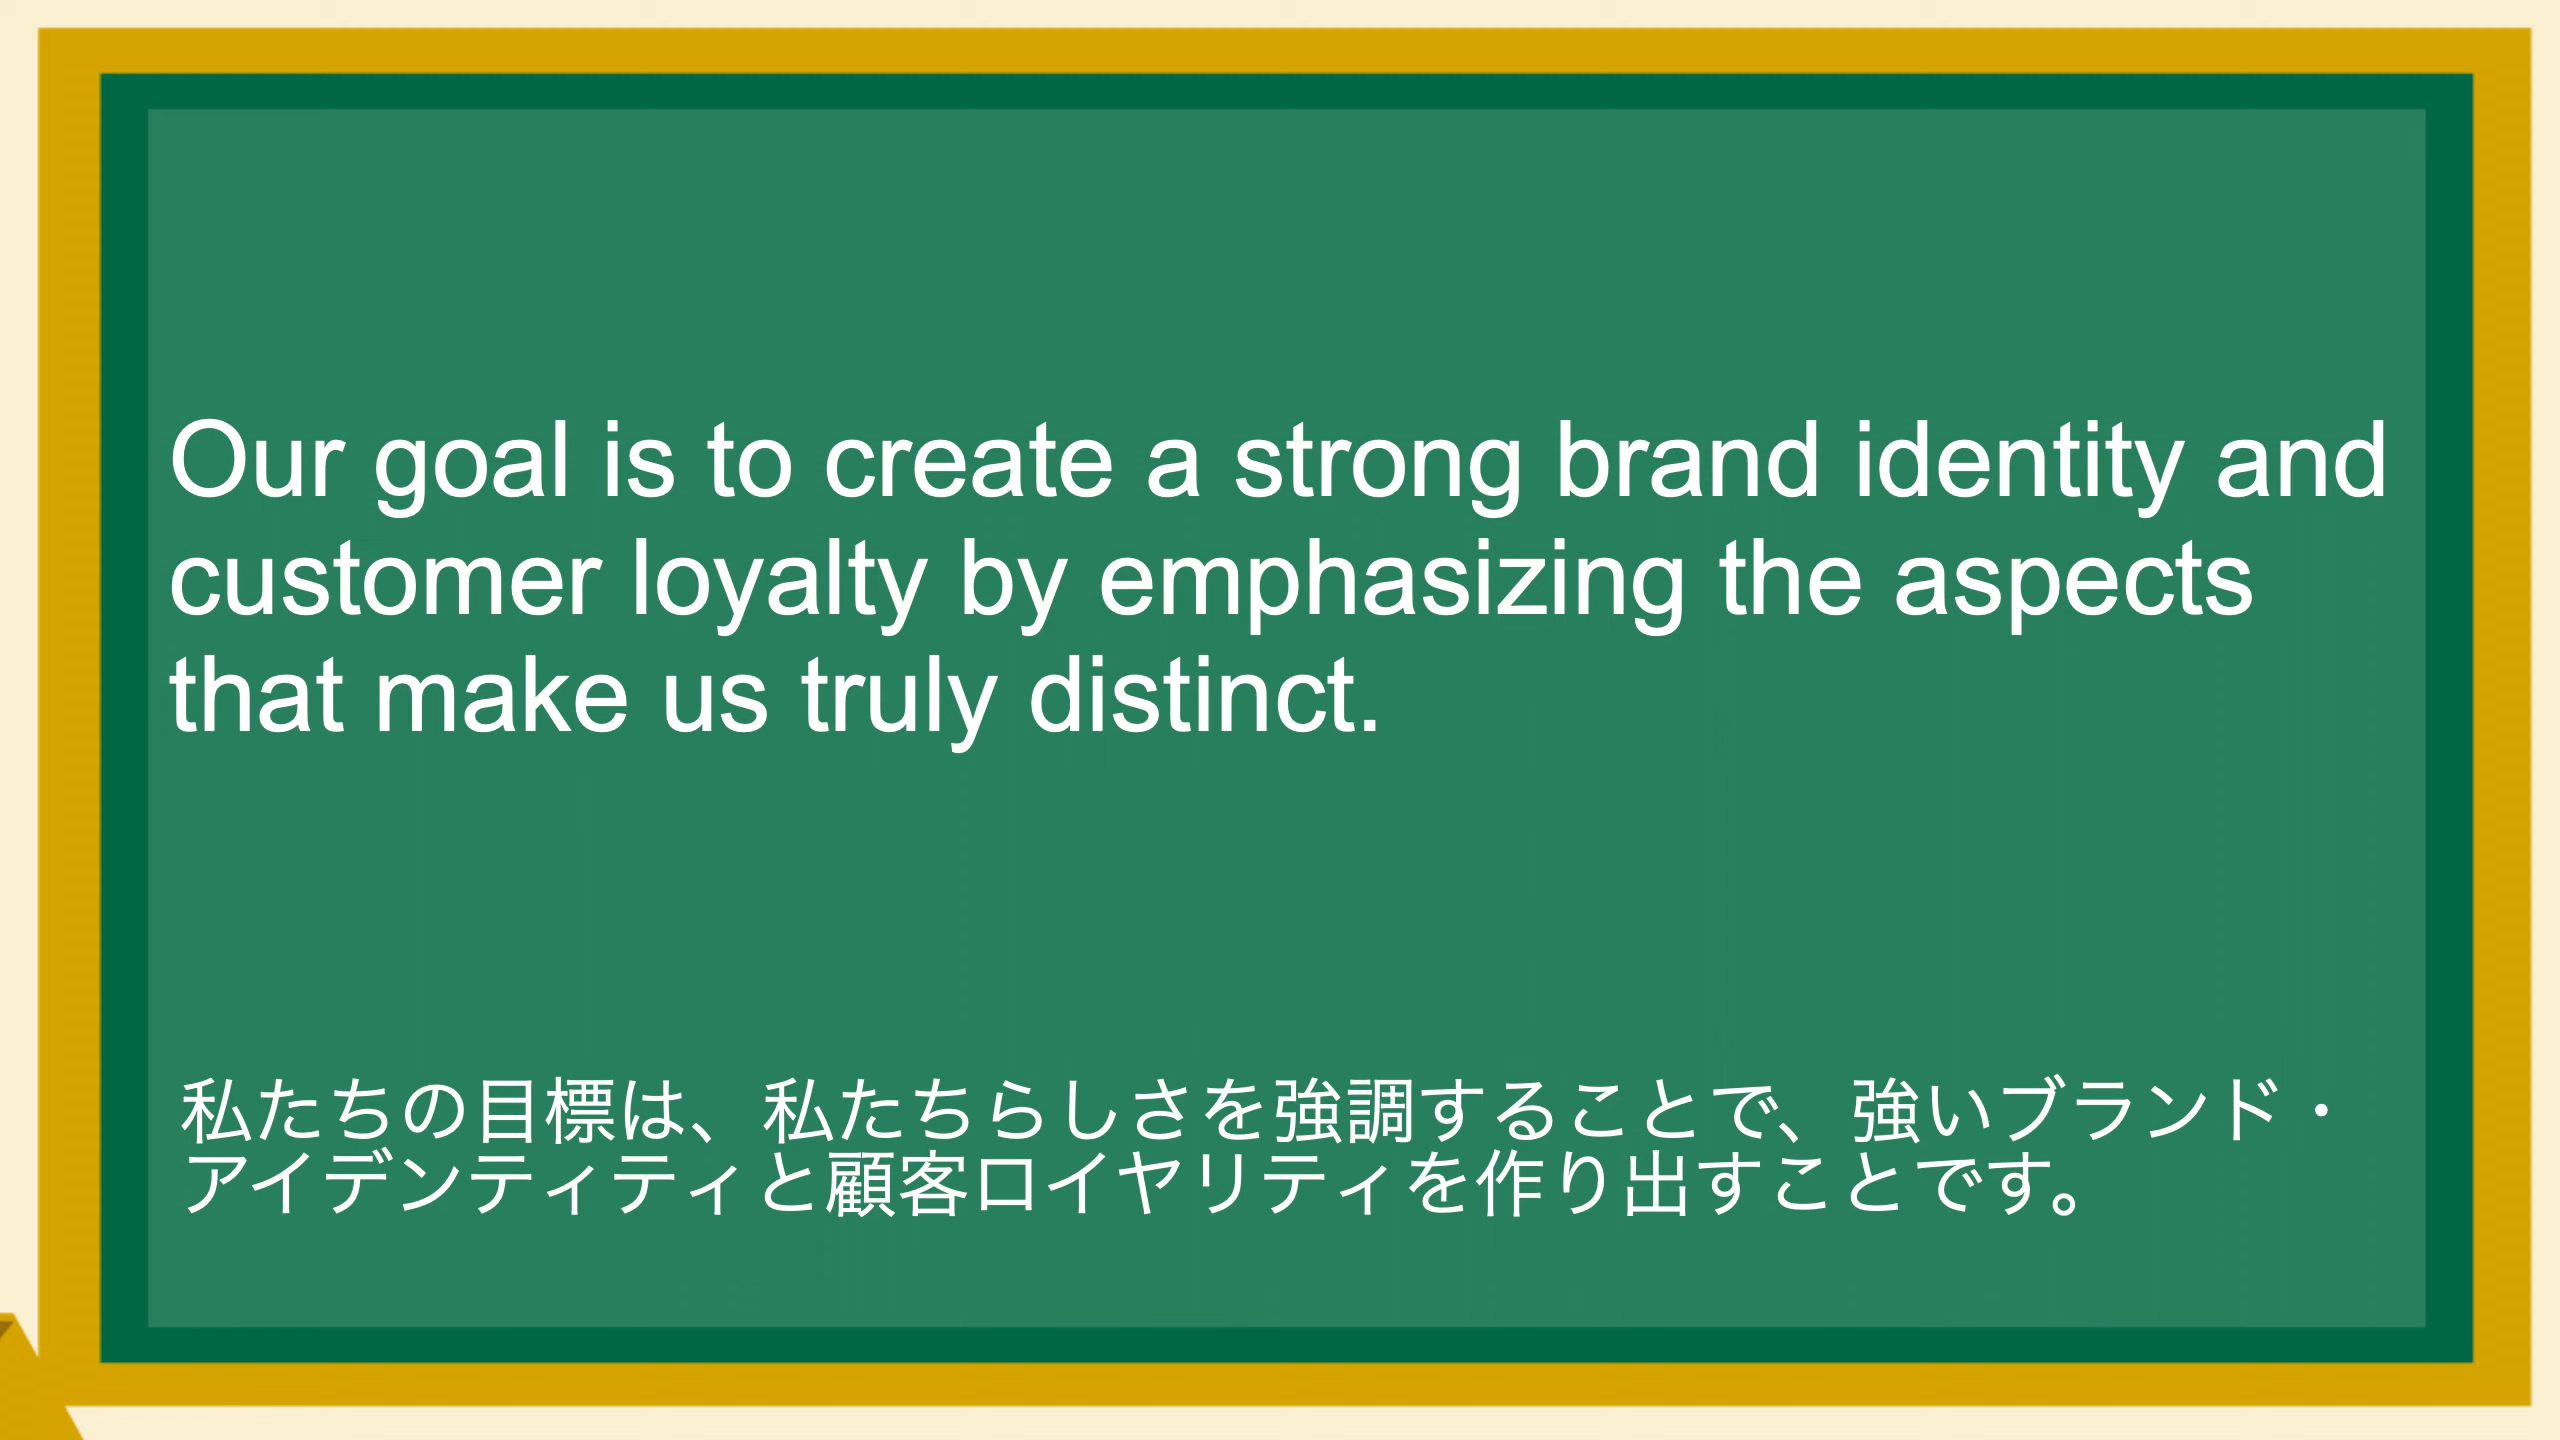 Our goal is to create a strong brand identity and
customer loyalty by emphasizing the aspects
that make us truly distinct.
私たちの目標は、私たちらしさを強調することで、強いブランド・
アイデンティティと顧客ロイヤリティを作り出すことです。